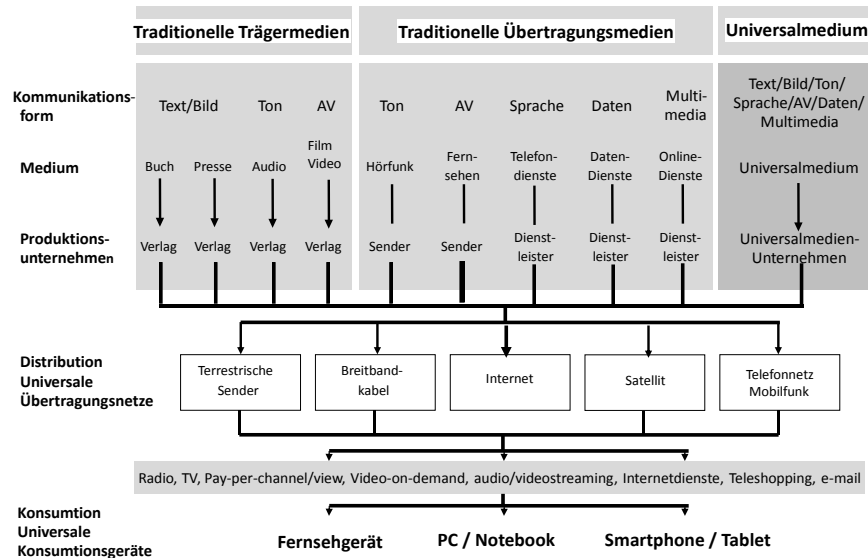 Traditionelle Trägermedien
Traditionelle Übertragungsmedien
Universalmedium
Kommunikations-
form
Text/Bild
Ton
AV
Ton
AV
Sprache
Daten
Multi-
media
Text/Bild/Ton/
Sprache/AV/Daten/
Multimedia
Medium
Buch
Presse
Audio
Film
Video
Hörfunk
Fern-
sehen
Telefon-
dienste
Daten-
Dienste
Online-
Dienste
Universalmedium
Produktions-
unternehmen
Verlag
Verlag
Verlag
Verlag
Sender
Sender
Dienst-
leister
Dienst-
leister
Dienst-
leister
Universalmedien-
Unternehmen
Distribution
Universale
Übertragungsnetze
Terrestrische
Sender
Breitband-
kabel
Internet
Satellit
Telefonnetz
Mobilfunk
Radio, TV, Pay-per-channel/view, Video-on-demand, audio/videostreaming, Internetdienste, Teleshopping, e-mail
Konsumtion
Universale
Konsumtionsgeräte
Fernsehgerät
PC / Notebook
Smartphone / Tablet